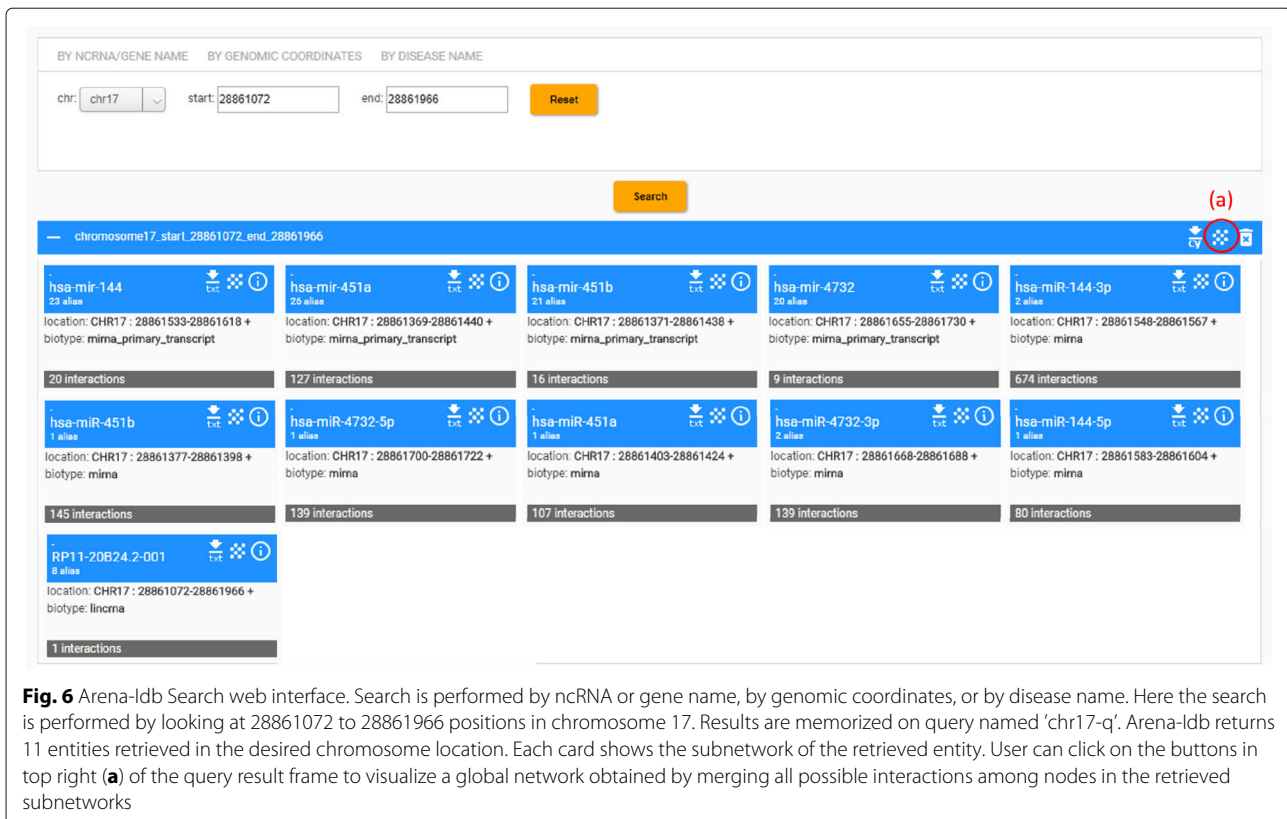 BY NCRNA/GENE NAME BY GENOMIC COORDINATES BY DISEASE NAME
chr: chr17 start: 28861072 end: 28861966 Reset
Search
(a)
chromosome17_start_28861072_end_28861966 cy
- - - - -
hsa-mir-144 txt hsa-mir-451a txt hsa-mir-451b txt hsa-mir-4732 txt hsa-miR-144-3p txt
23 alias 26 alias 21 alias 20 alias 2 alias
location: CHR17 : 28861533-28861618 + location: CHR17 : 28861369-28861440 + location: CHR17 : 28861371-28861438 + location: CHR17 : 28861655-28861730 + location: CHR17 : 28861548-28861567 +
biotype: mirna_primary_transcript biotype: mirna_primary_transcript biotype: mirna_primary_transcript biotype: mirna_primary_transcript biotype: mirna
20 interactions 127 interactions 16 interactions 9 interactions 674 interactions
- - - - -
hsa-miR-451b txt hsa-miR-4732-5p txt hsa-miR-451a txt hsa-miR-4732-3p txt hsa-miR-144-5p txt
1 alias 1 alias 1 alias 2 alias 1 alias
location: CHR17 : 28861377-28861398 + location: CHR17 : 28861700-28861722 + location: CHR17 : 28861403-28861424 + location: CHR17 : 28861668-28861688 + location: CHR17 : 28861583-28861604 +
biotype: mirna biotype: mirna biotype: mirna biotype: mirna biotype: mirna
145 interactions 139 interactions 107 interactions 139 interactions 80 interactions
-
RP11-20B24.2-001 txt
8 alias
location: CHR17 : 28861072-28861966 +
biotype: lincrna
1 interactions
Fig. 6 Arena-Idb Search web interface. Search is performed by ncRNA or gene name, by genomic coordinates, or by disease name. Here the search
is performed by looking at 28861072 to 28861966 positions in chromosome 17. Results are memorized on query named 'chr17-q'. Arena-Idb returns
11 entities retrieved in the desired chromosome location. Each card shows the subnetwork of the retrieved entity. User can click on the buttons in
top right (a) of the query result frame to visualize a global network obtained by merging all possible interactions among nodes in the retrieved
subnetworks